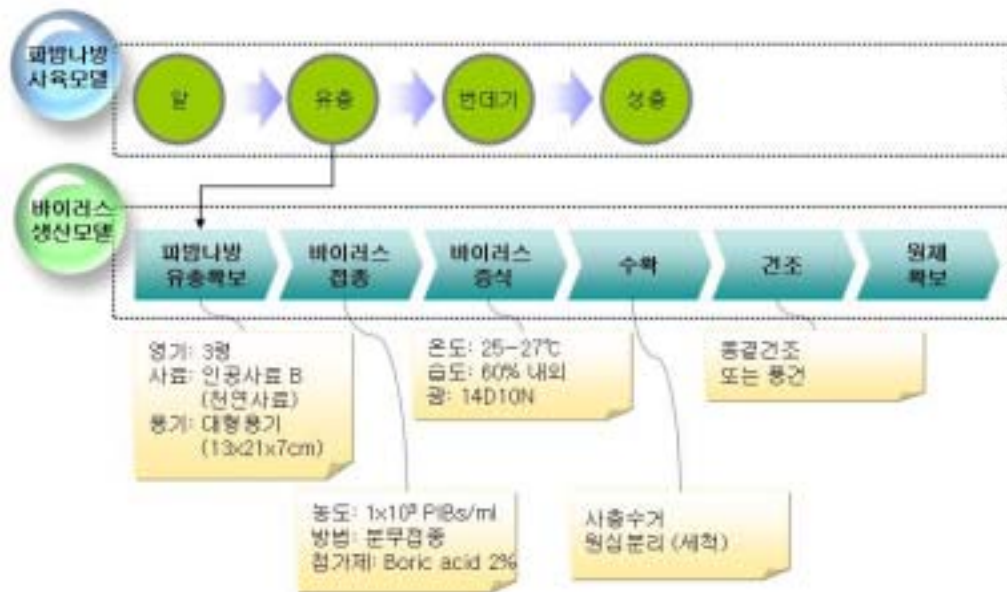 파밤나방
사육모델
알
유충
번데기
성충
바이러스
생산모델
파밤나방
유충확보
바이러스
접종
바이러스
증식
수확
건조
원제
확보
영기: 3령
사료: 인공사료 B
(천연사료)
용기: 대형용기
(13x21x7cm)
온도: 25-27℃
습도: 60% 내외
광: 14D10N
동결건조
또는 풍건
농도: PIBs/ml
방법: 분무접종
첨가제: Boric acid 2%
사충수거
원심분리 (세척)